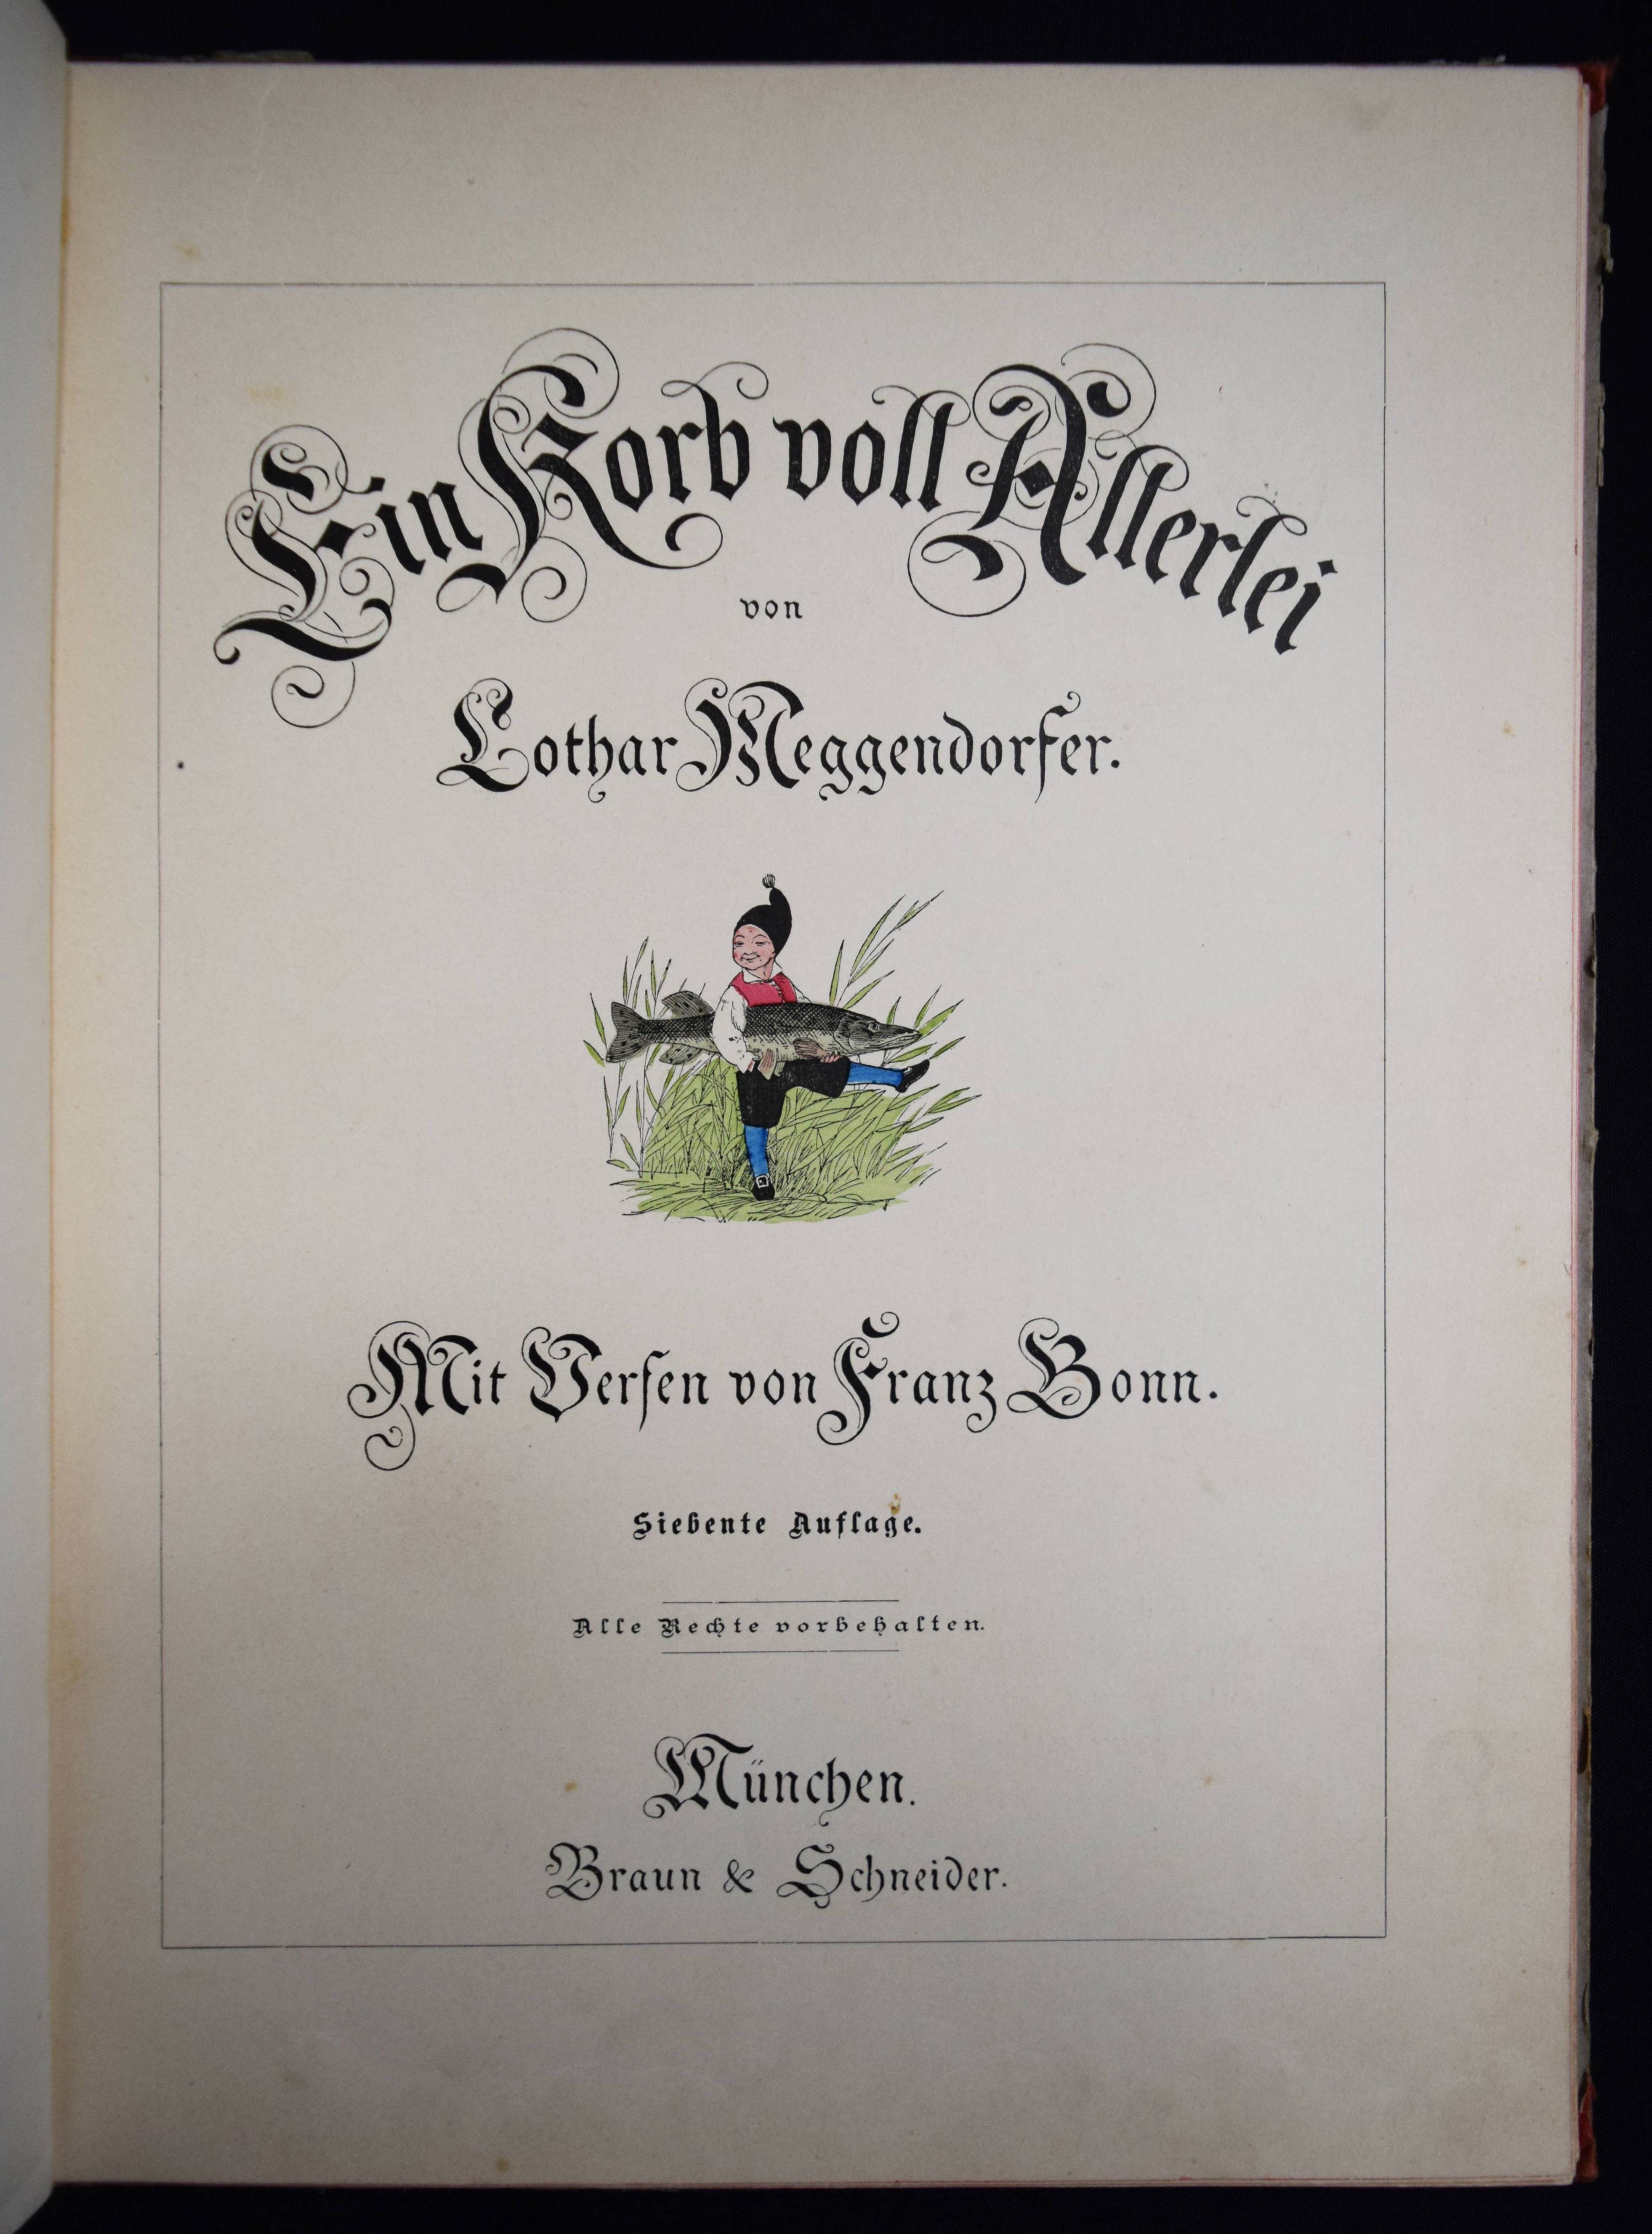 Ein Korb voll Allerlei
von
Lothar Meggendorfer.
Mit Versen von Franz Bonn.
Siebente Auflage.
Alle Rechte vorbehalten.
München.
Braun & Schneider.